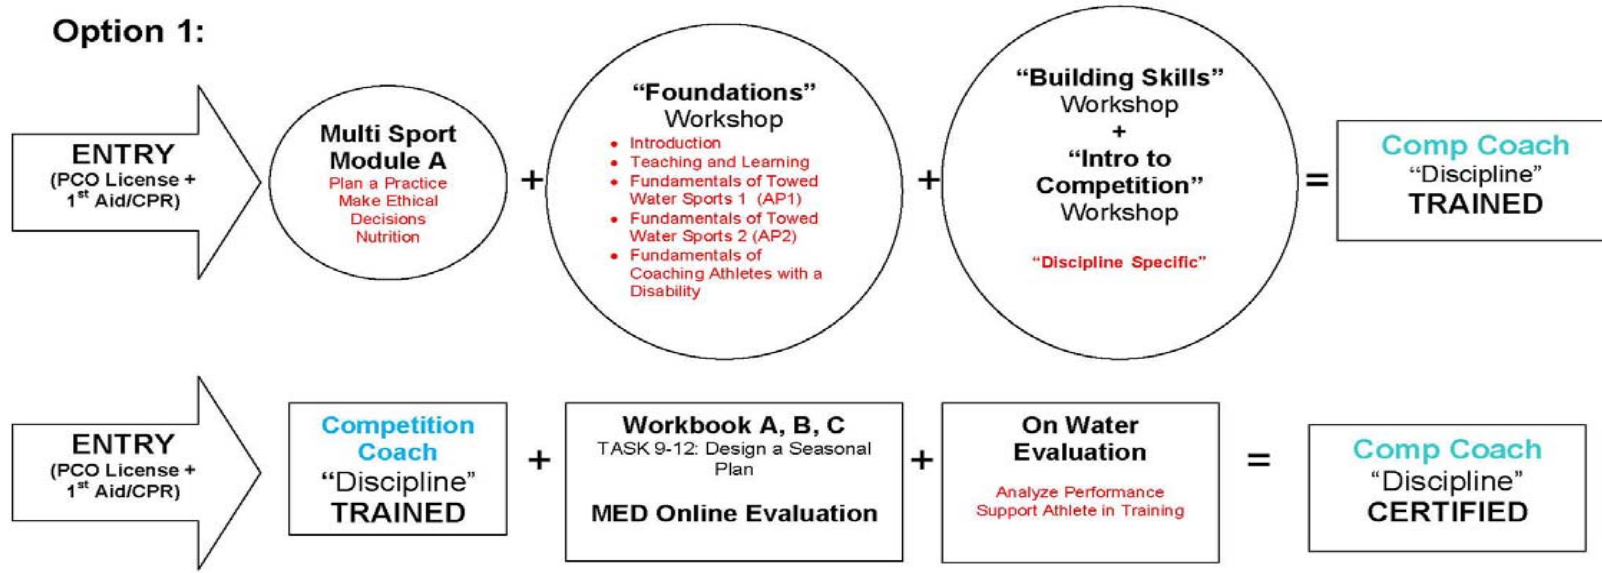 Option 1:
ENTRY
(PCO License +
1st Aid/CPR)
Multi Sport
Module A
Plan a Practice
Make Ethical
Decisions
Nutrition
+
“Foundations”
Workshop
• Introduction
• Teaching and Learning
• Fundamentals of Towed
Water Sports 1 (AP1)
• Fundamentals of Towed
Water Sports 2 (AP2)
• Fundamentals of
Coaching Athletes with a
Disability
+
“Building Skills”
Workshop
+
“Intro to
Competition”
Workshop
“Discipline Specific”
=
Comp Coach
“Discipline”
TRAINED
ENTRY
(PCO License +
1st Aid/CPR)
Competition
Coach
“Discipline”
TRAINED
+
Workbook A, B, C
TASK 9-12: Design a Seasonal
Plan
MED Online Evaluation
+
On Water
Evaluation
Analyze Performance
Support Athlete in Training
=
Comp Coach
“Discipline”
CERTIFIED